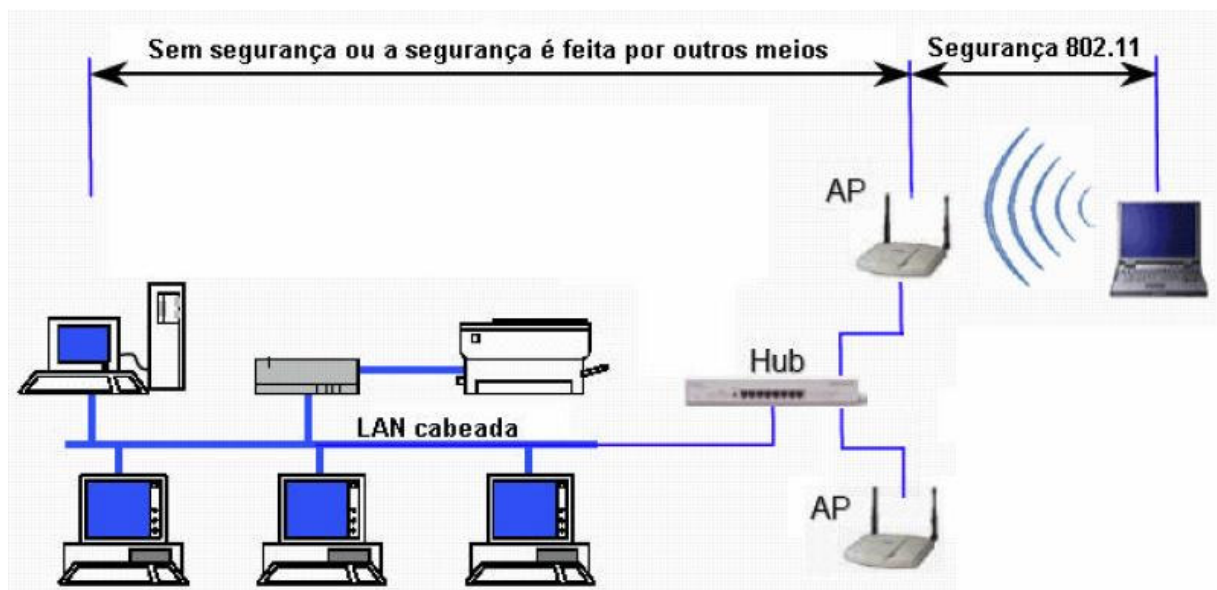 Sem segurança ou a segurança é feita por outros meios
Segurança 802.11
AP
Hub
LAN cabeada
AP